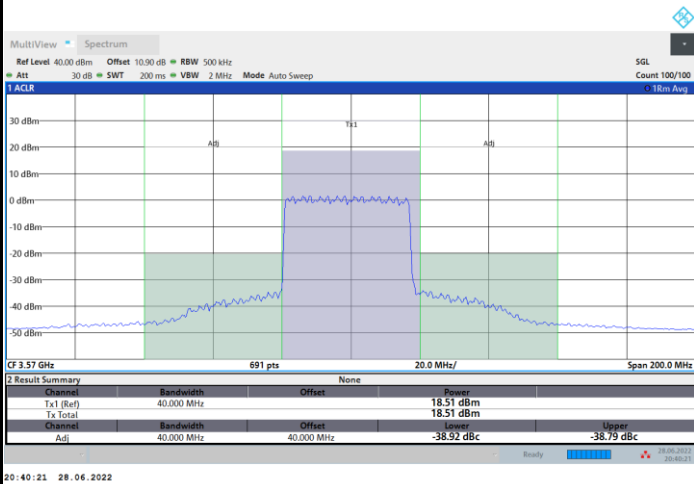 MultiView Spectrum
Ref Level 40.00 dBm Offset 10.90 dB RBW 500 kHz SGL
Att 30 dB SWT 200 ms VBW 2 MHz Mode Auto Sweep Count 100/100
1 ACLR 1Rm Avg
30 dBm
Tx1
20 dBm
Adj Adj
10 dBm
0 dBm
-10 dBm
-20 dBm
-30 dBm
-40 dBm
-50 dBm
CF 3.57 GHz 691 pts 20.0 MHz/ Span 200.0 MHz
2 Result Summary None
Channel Bandwidth Offset Power
Tx1 (Ref) 40.000 MHz 18.51 dBm
Tx Total 18.51 dBm
Channel Bandwidth Offset Lower Upper
Adj 40.000 MHz 40.000 MHz -38.92 dBc -38.79 dBc
Ready 28.06.2022
20:40:21
20:40:21 28.06.2022